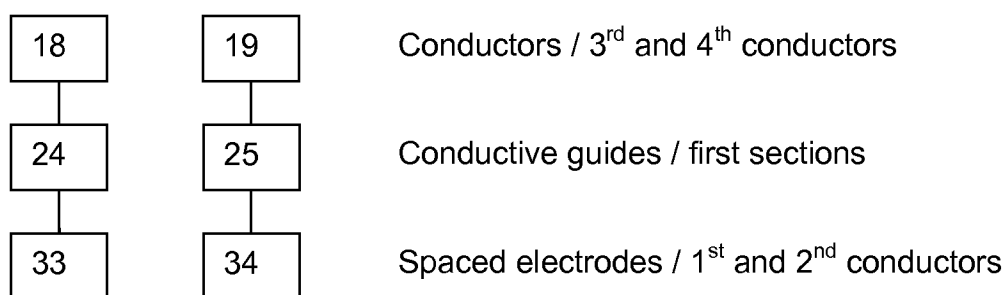 18 19 Conductors / 3rd and 4th conductors
24 25 Conductive guides / first sections
33 34 Spaced electrodes / 1st and 2nd conductors